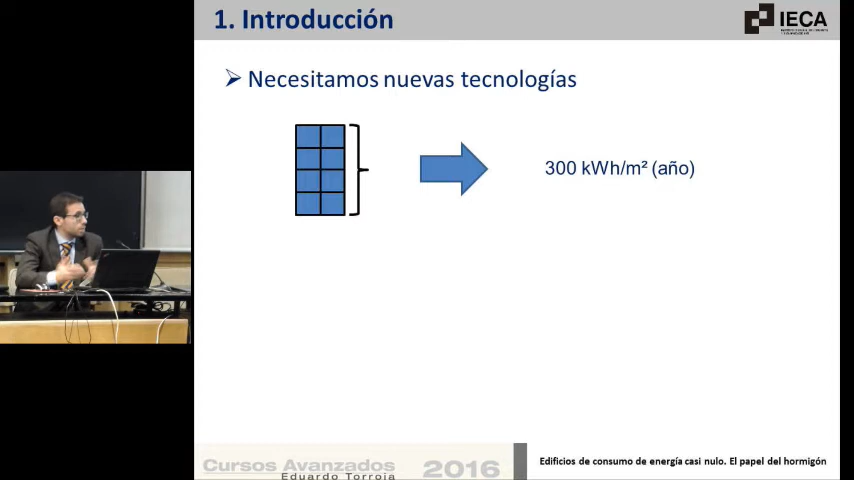 1. Introducción
IECA
Necesitamos nuevas tecnologías
300 kWh/m² (año)
Cursos Avanzados
Eduardo Torroja
2016
Edificios de consumo de energía casi nulo. El papel del hormigón